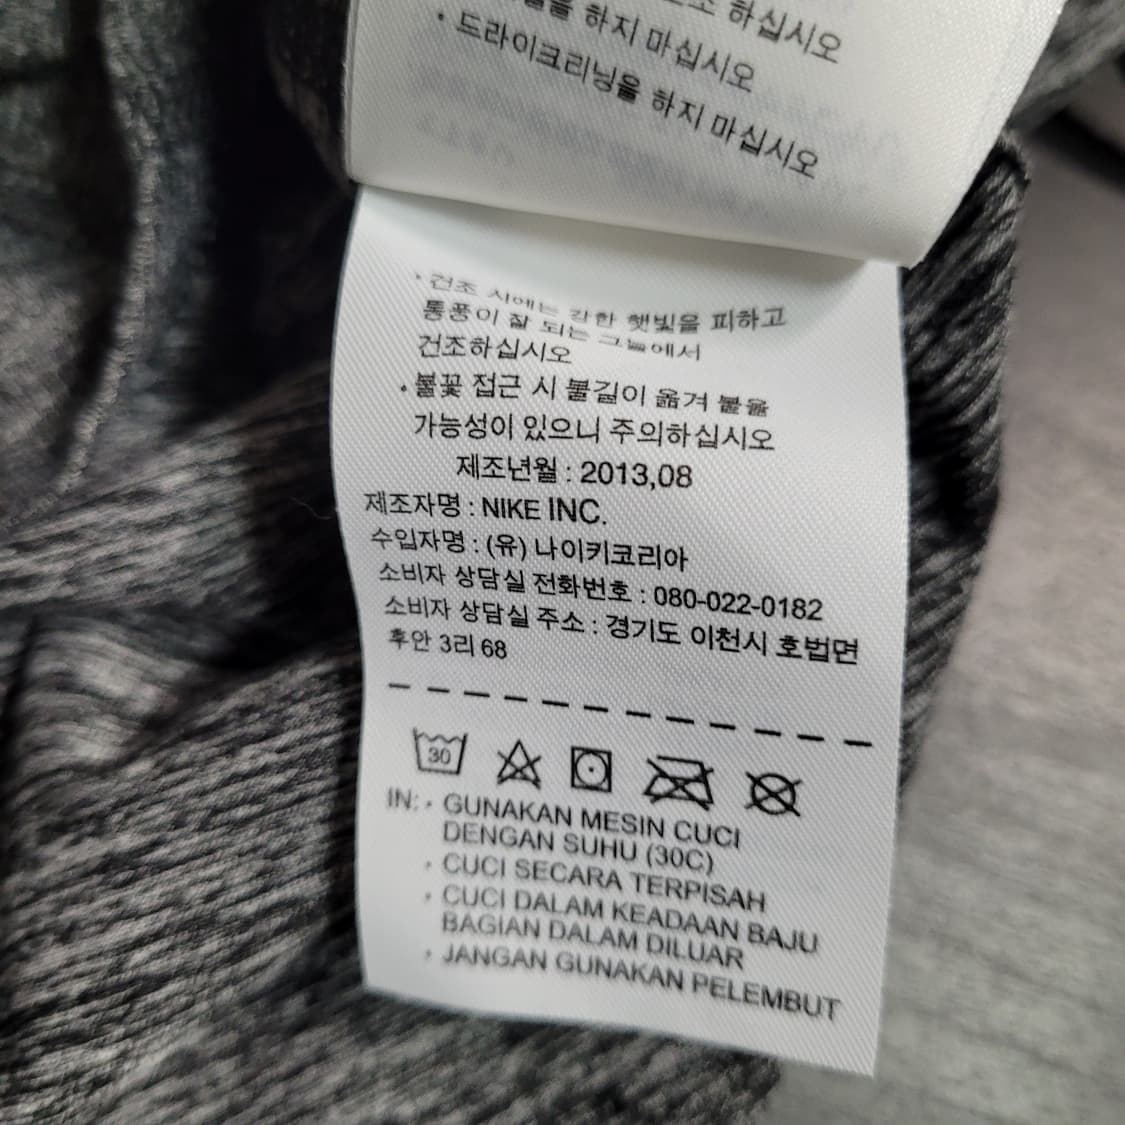 하십시오
하지 마십시오
• 드라이크리닝을 하지 마십시오
• 건조 시에는 강한 햇빛을 피하고
통풍이 잘 되는 그늘에서
건조하십시오
• 불꽃 접근 시 불길이 옮겨 붙을
가능성이 있으니 주의하십시오
제조년월 : 2013,08
제조자명 : NIKE INC.
수입자명 : (유) 나이키코리아
소비자 상담실 전화번호 : 080-022-0182
소비자 상담실 주소 : 경기도 이천시 호법면
후안 3리 68
30
IN: • GUNAKAN MESIN CUCI
DENGAN SUHU (30C)
• CUCI SECARA TERPISAH
• CUCI DALAM KEADAAN BAJU
BAGIAN DALAM DILUAR
• JANGAN GUNAKAN PELEMBUT